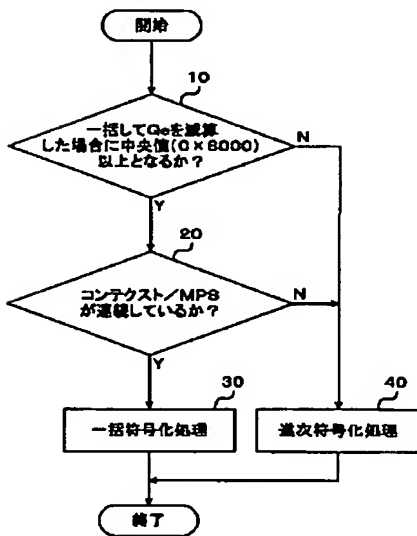 開始
10
一括してQeを減算
した場合に中央値(0×8000)
以上となるか?
N
Y
20
コンテクスト/MPS
が連続しているか?
N
Y
30
一括符号化処理
40
逐次符号化処理
終了